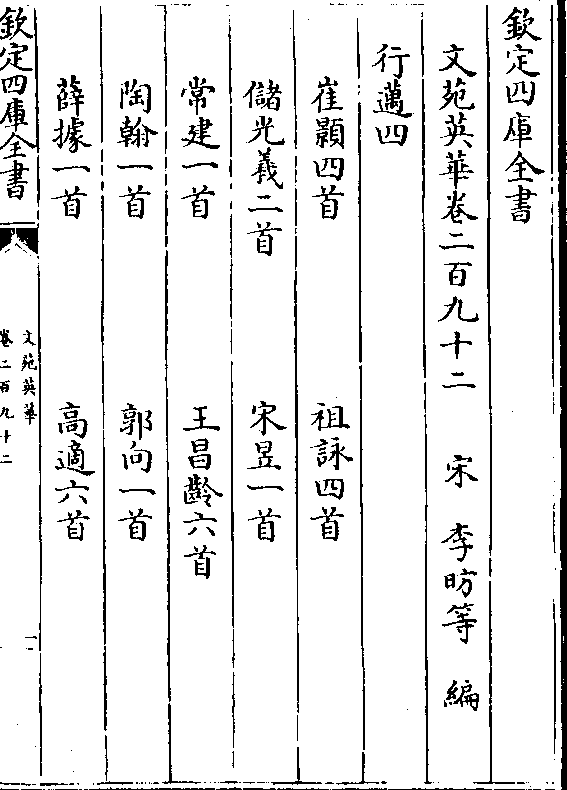 欽定四庫全書
文苑英華卷二百九十二 宋 李昉等 編
行邁四
崔顥四首 祖詠四首
儲光羲二首 宋昱一首
常建一首 王昌齡六首
陶翰一首 郭向一首
薛據一首 高適六首
欽定四庫全書
文苑英華
卷二百九十二
一